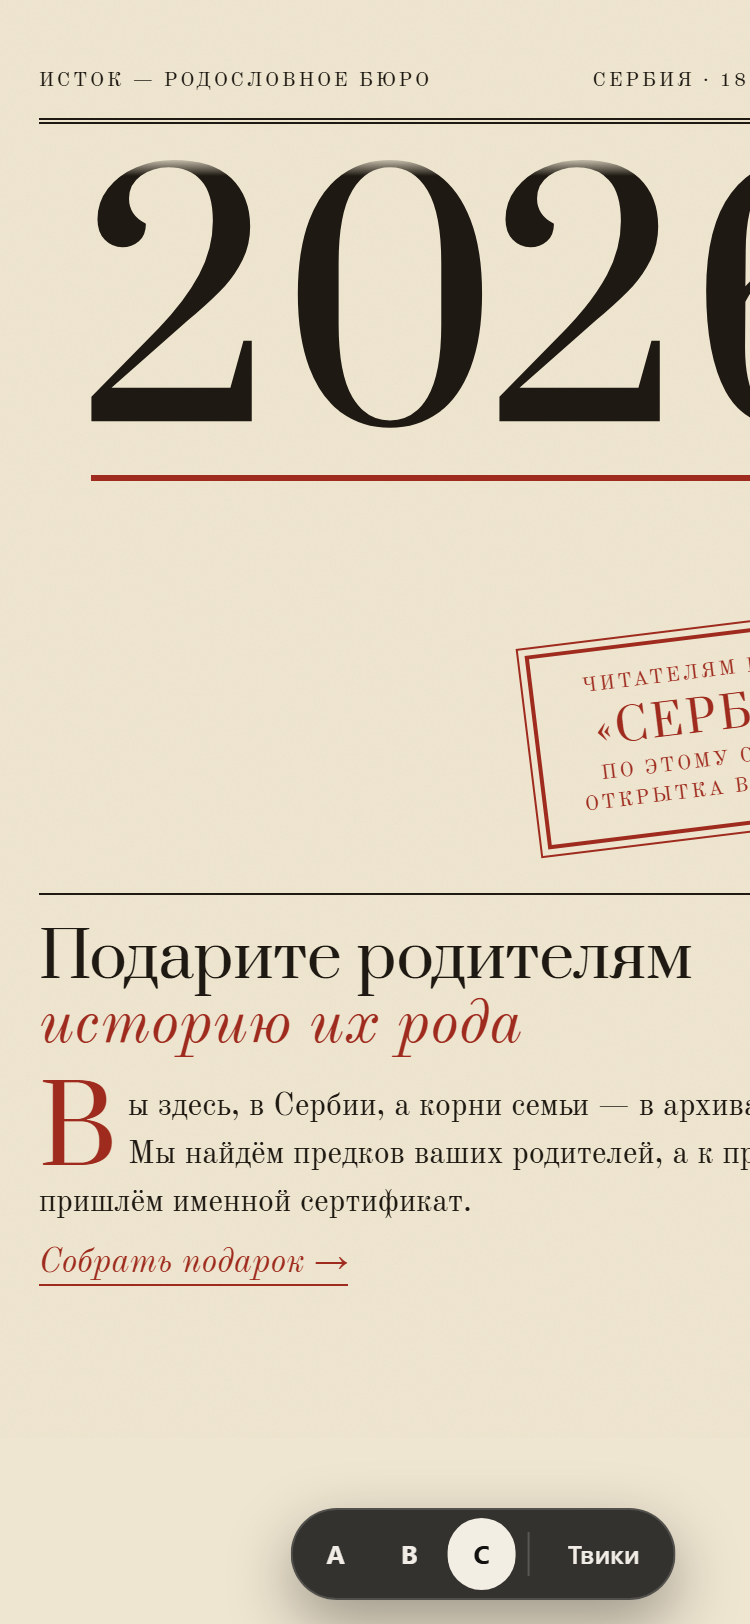 ИСТОК — РОДОСЛОВНОЕ БЮРО СЕРБИЯ · 18
202
ЧИТАТЕЛЯМ
«СЕРБ
ПО ЭТОМУ С
ОТКРЫТКА В
Подарите родителям
историю их рода
Вы здесь, в Сербии, а корни семьи — в архива
Мы найдём предков ваших родителей, а к пр
пришлём именной сертификат.
Собрать подарок →
A B C Твики